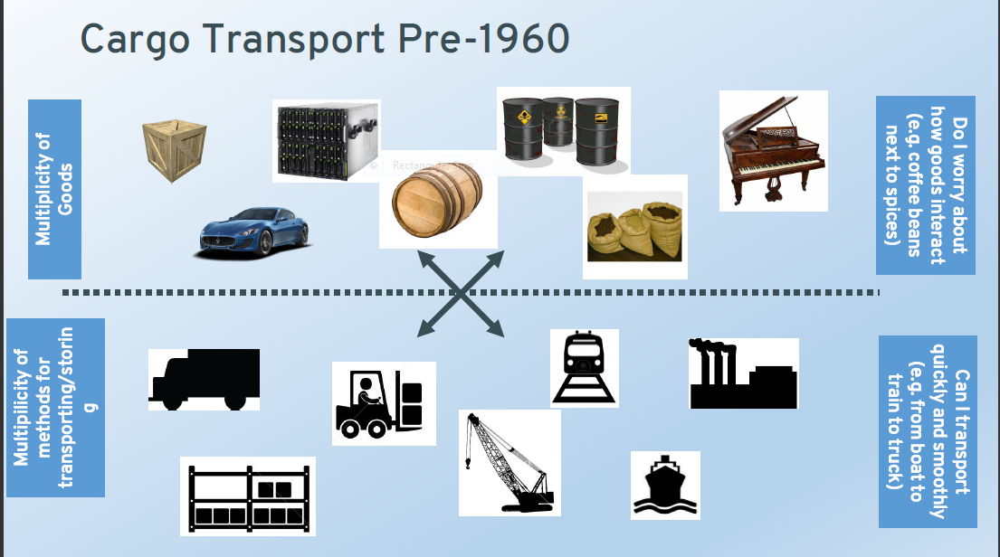 Cargo Transport Pre-1960
Multiplicity of
Goods
Do I worry about
how goods interact
(e.g. coffee beans
next to spices)
Rectangular Snip
Multipilicity of
methods for
transporting/storin
g
Can I transport
quickly and smoothly
(e.g. from boat to
train to truck)